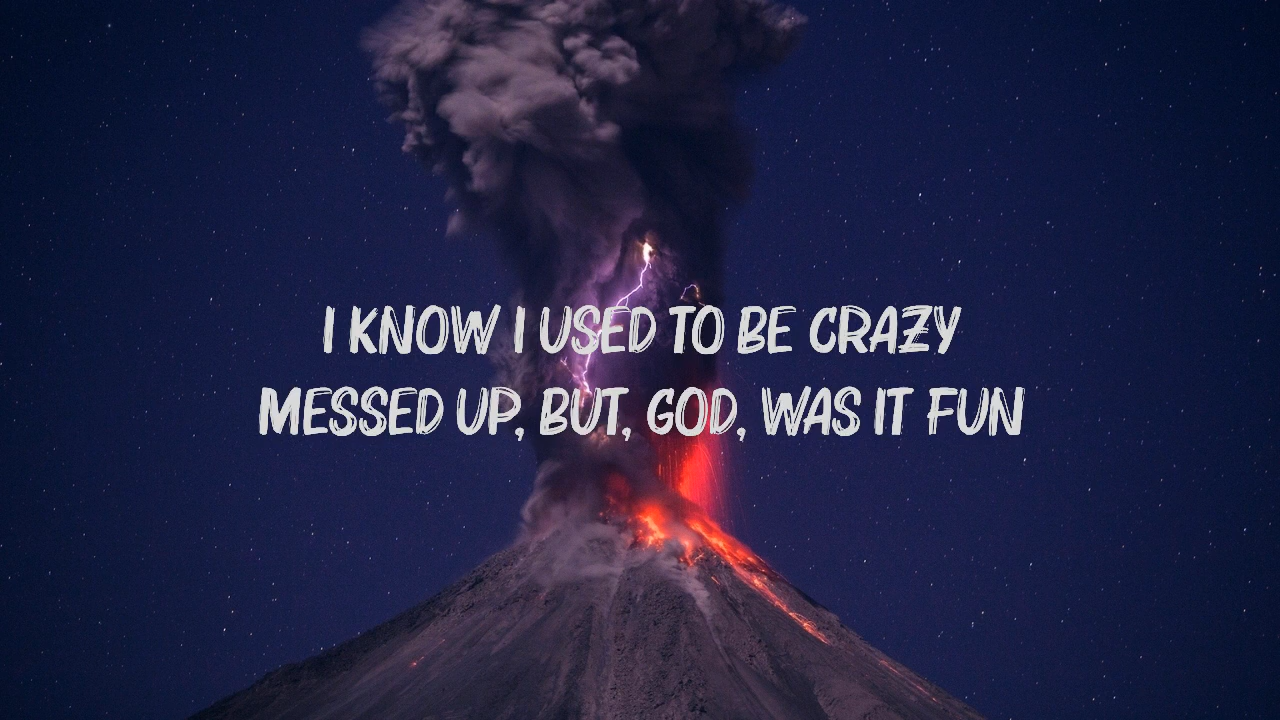 I KNOW I USED TO BE CRAZY
MESSED UP, BUT, GOD, WAS IT FUN